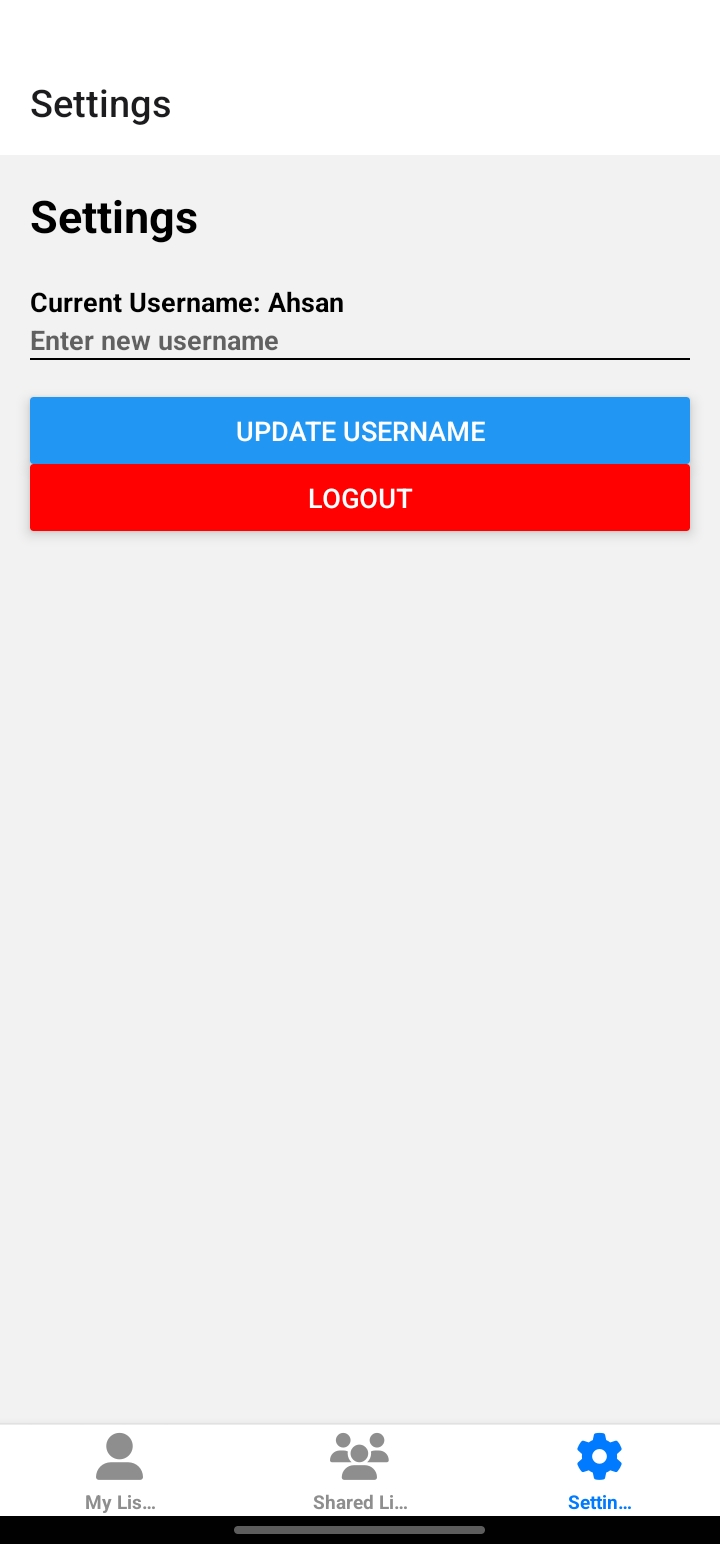 Settings
Settings
Current Username: Ahsan
Enter new username
UPDATE USERNAME
LOGOUT
My Lis...
Shared Li...
Settin...